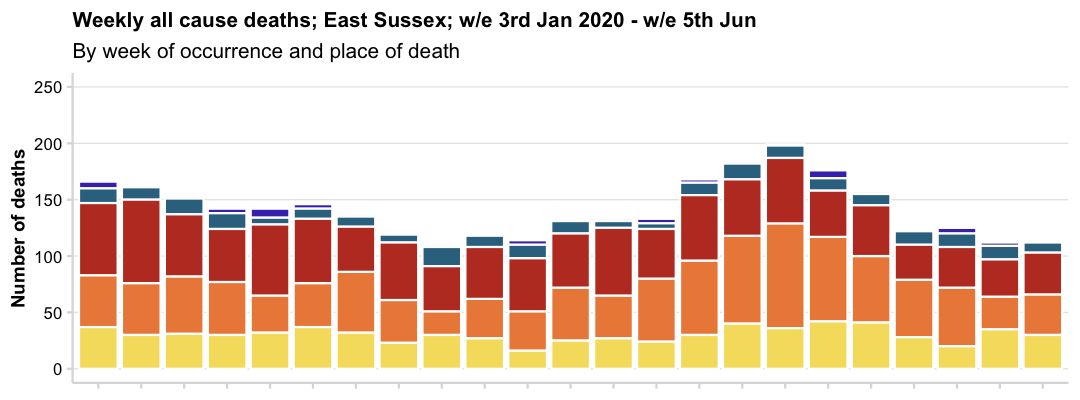 Weekly all cause deaths; East Sussex; w/e 3rd Jan 2020 - w/e 5th Jun
By week of occurrence and place of death
Number of deaths
250
200
150
100
50
0